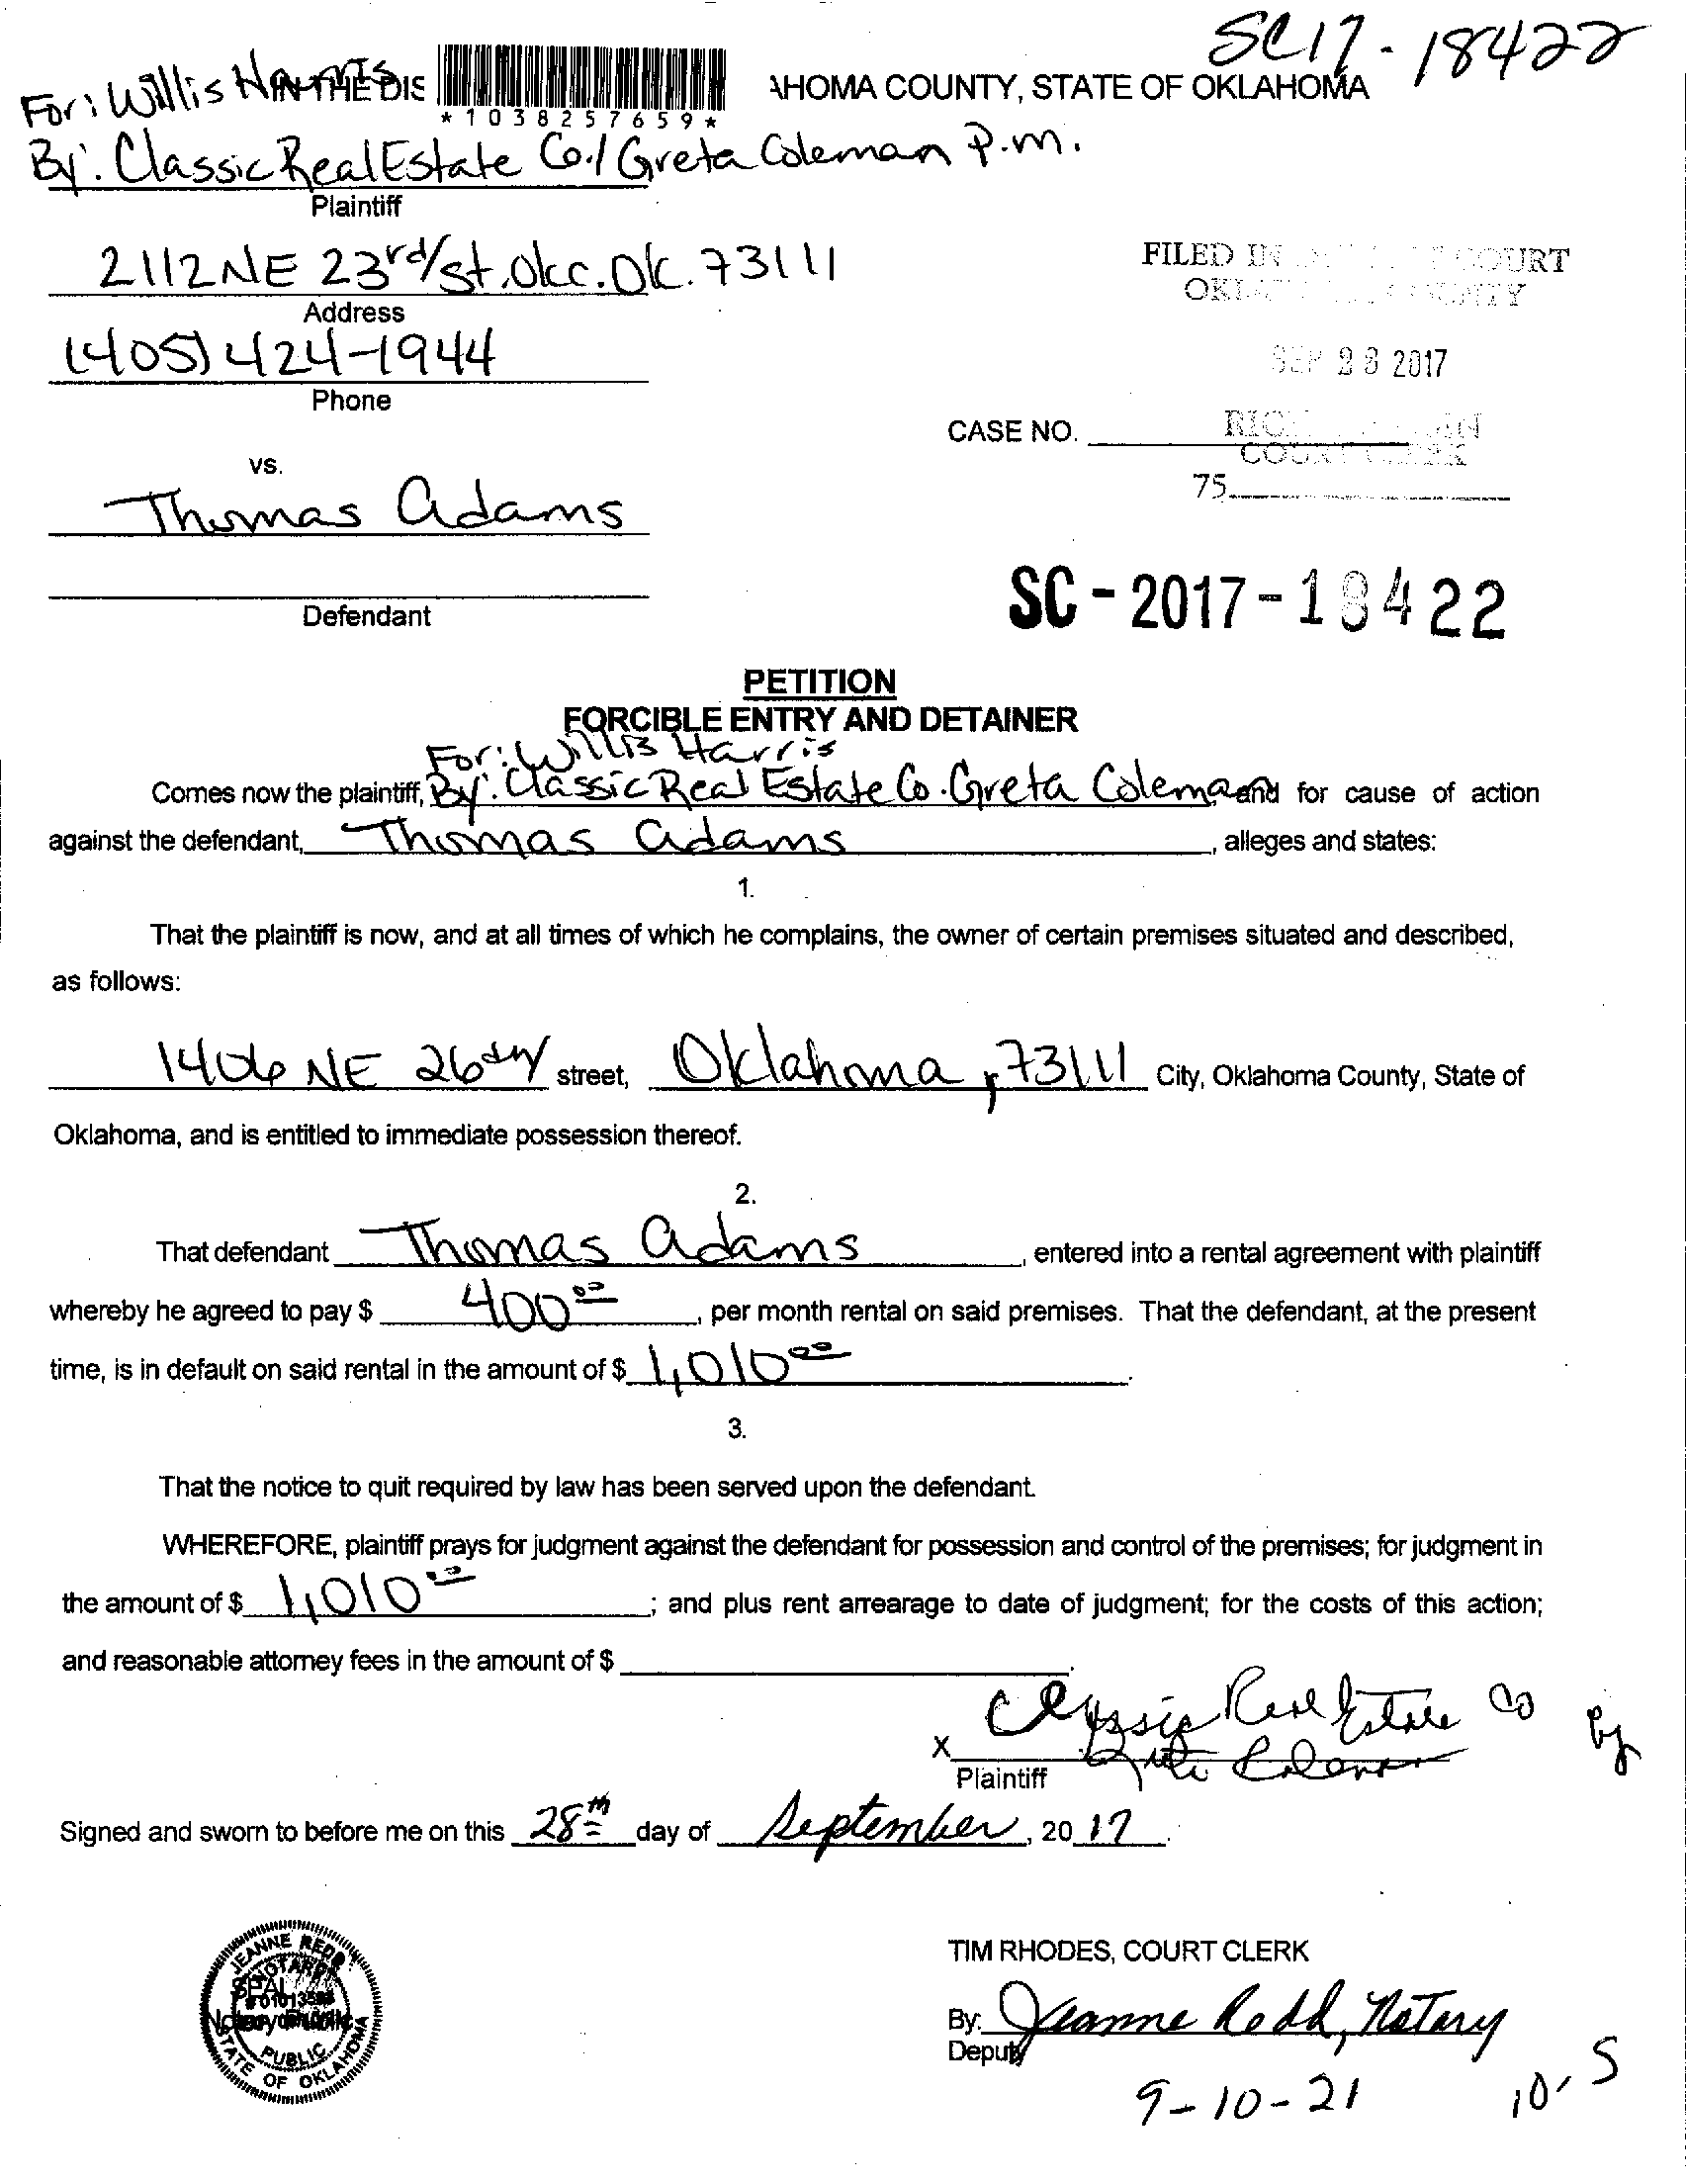 SC17-18422
For: Willis Harris IN THE DIS AHOMA COUNTY, STATE OF OKLAHOMA
*1038257659*
By: Classic Real Estate Co./ Greta Coleman P.m.
Plaintiff
2112 NE 23rd/st. Okc. Ok. 73111
Address
FILED IN COURT
(405) 424-1944
Phone
SEP 28 2017
CASE NO.
COURT CLERK
vs.
75
Thomas Adams
Defendant
SC-2017-18422
PETITION
FORCIBLE ENTRY AND DETAINER
For: Willis Harris
Comes now the plaintiff, By: Classic Real Estate Co. Greta Coleman and for cause of action
against the defendant, Thomas Adams, alleges and states:
1.
That the plaintiff is now, and at all times of which he complains, the owner of certain premises situated and described,
as follows:
1406 NE 26 street, Oklahoma, 73111 City, Oklahoma County, State of
Oklahoma, and is entitled to immediate possession thereof.
2.
That defendant Thomas Adams, entered into a rental agreement with plaintiff
whereby he agreed to pay $ 400 00, per month rental on said premises. That the defendant, at the present
time, is in default on said rental in the amount of $ 1,010 00.
3.
That the notice to quit required by law has been served upon the defendant.
WHEREFORE, plaintiff prays for judgment against the defendant for possession and control of the premises; for judgment in
the amount of $ 1,010 00; and plus rent arrearage to date of judgment; for the costs of this action;
and reasonable attorney fees in the amount of $.
Classic Real Estate Co by
X Greta Coleman
Plaintiff
Signed and sworn to before me on this 28th day of September, 20 17.
JEANNE REDD
NOTARY
SEAL
#01013588
PUBLIC
STATE OF OKLAHOMA
TIM RHODES, COURT CLERK
By: Jeanne Redd, Notary
Deputy
9-10-21